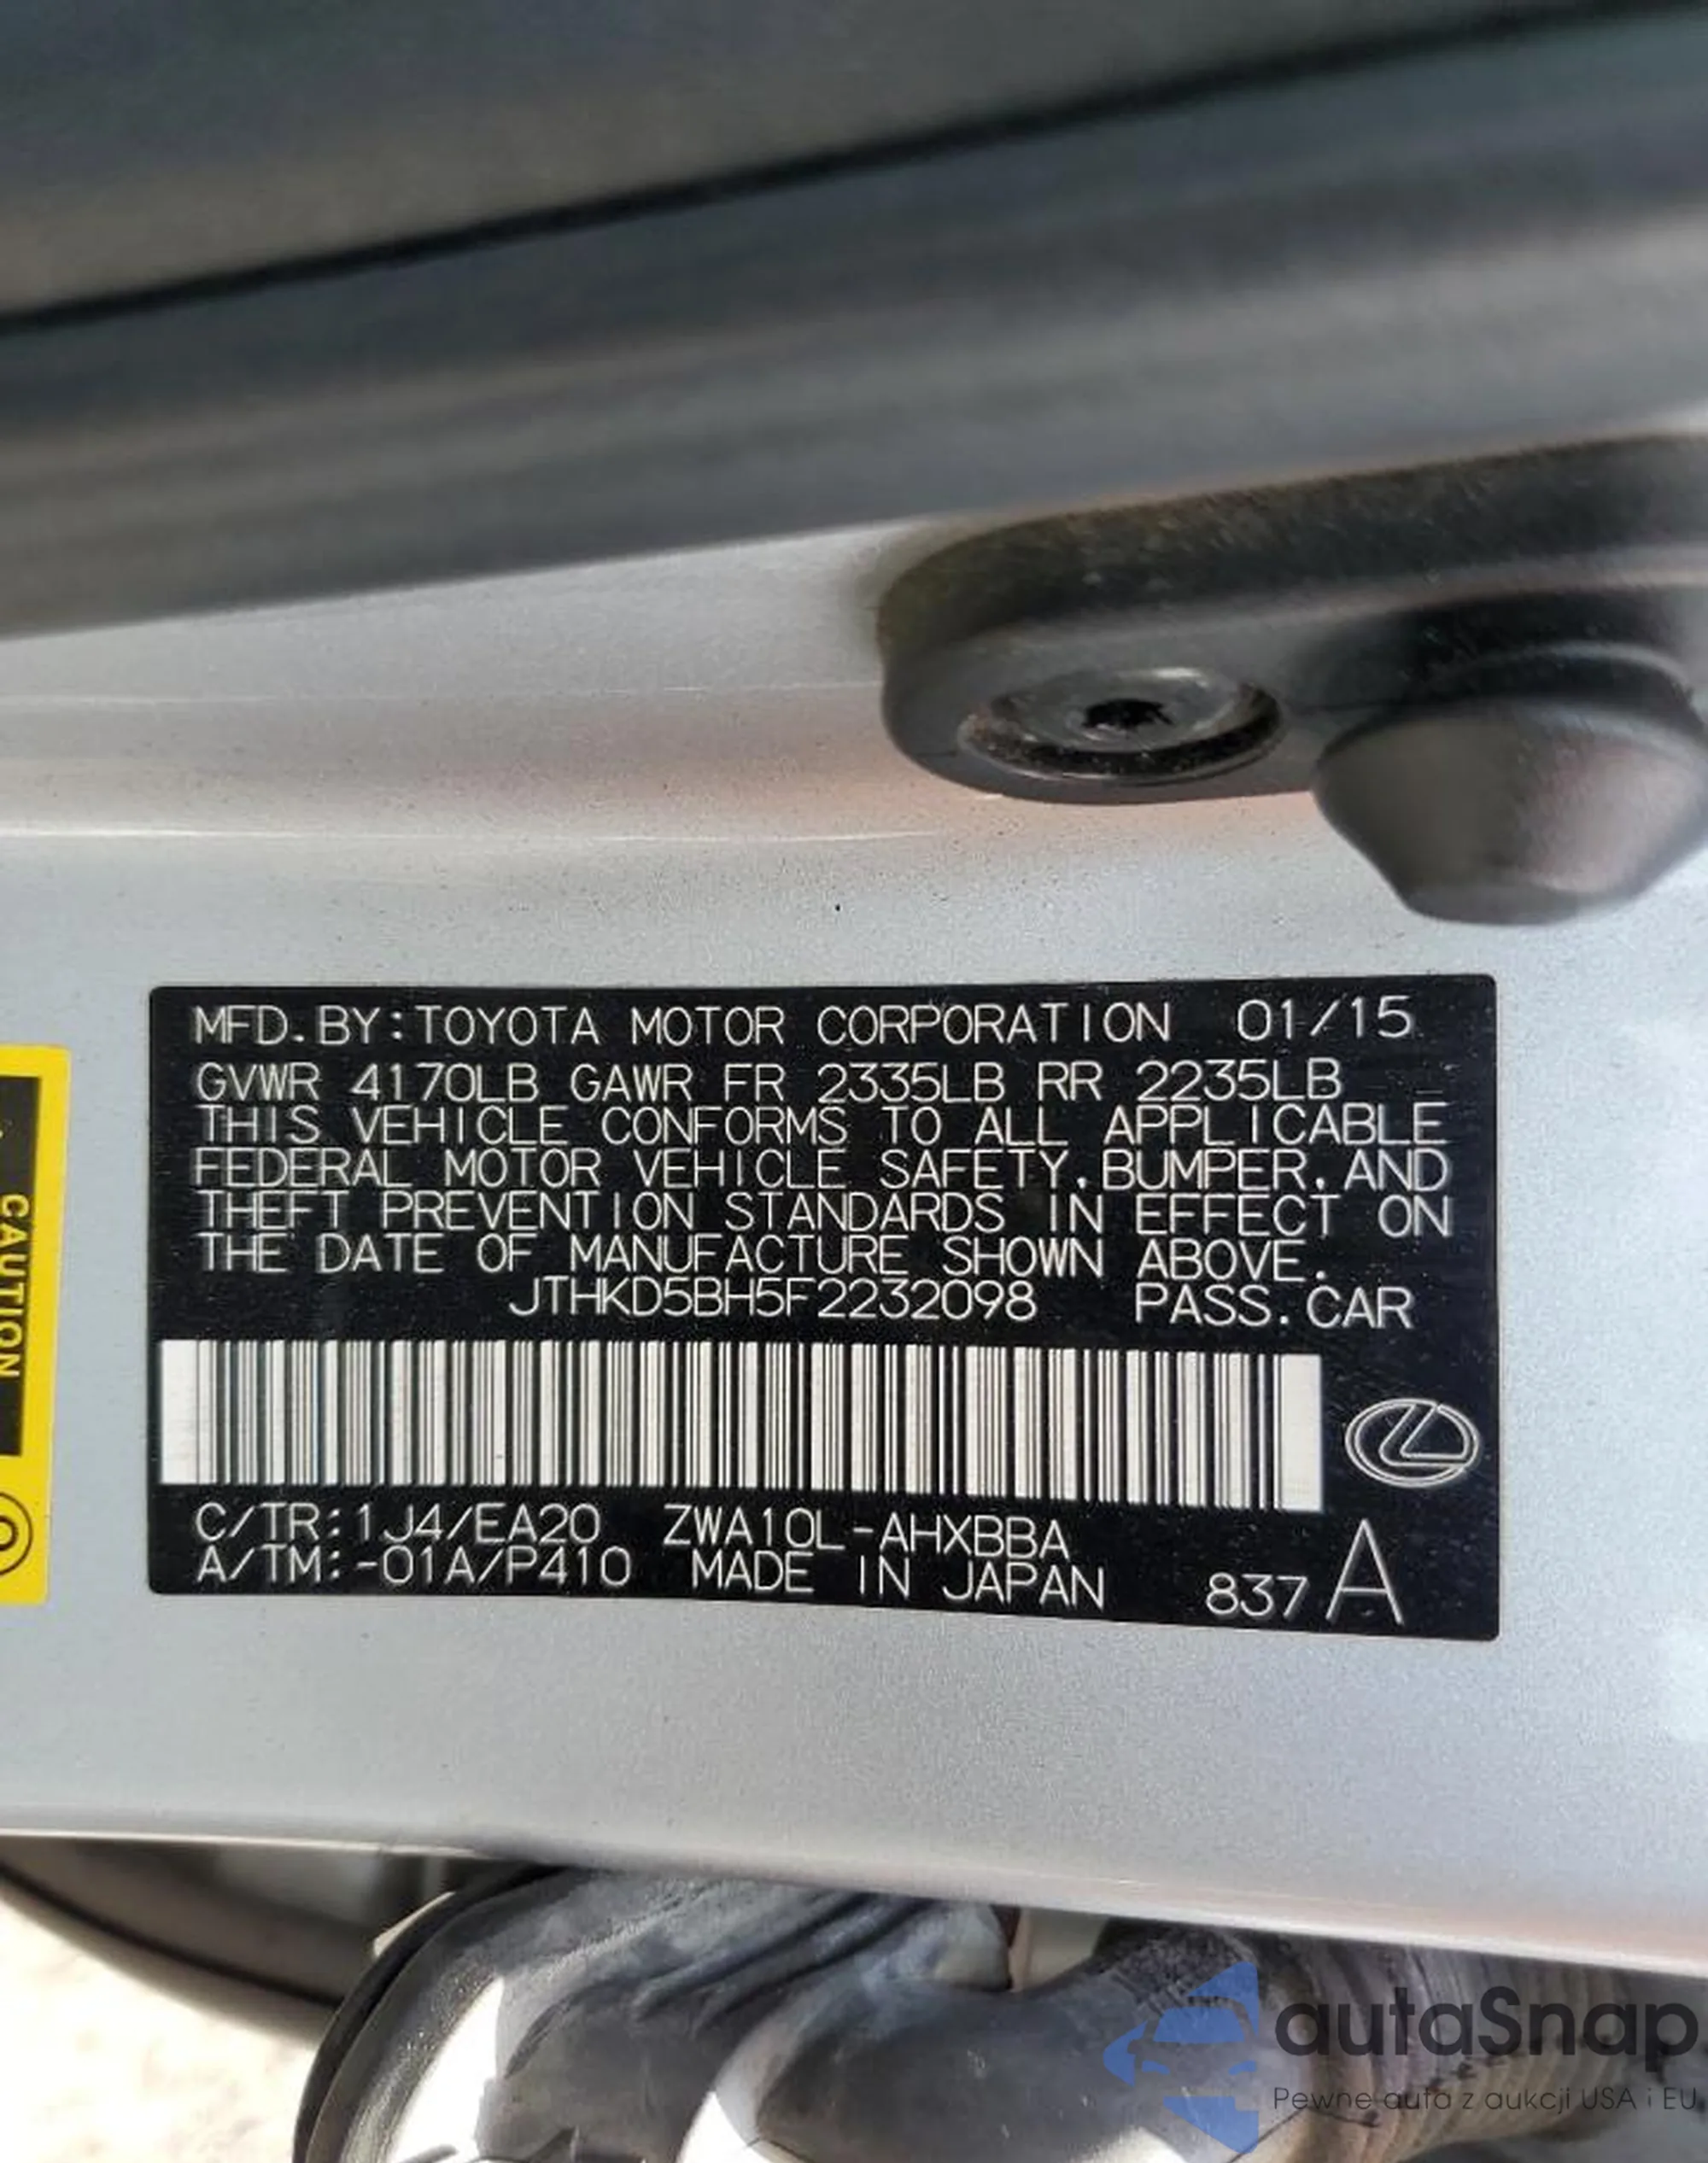 MFD.BY:TOYOTA MOTOR CORPORATION 01/15
GVWR 4170LB GAWR FR 2335LB RR 2235LB
THIS VEHICLE CONFORMS TO ALL APPLICABLE
FEDERAL MOTOR VEHICLE SAFETY,BUMPER,AND
THEFT PREVENTION STANDARDS IN EFFECT ON
THE DATE OF MANUFACTURE SHOWN ABOVE.
JTHKD5BH5F2232098 PASS.CAR
C/TR:1J4/EA20 ZWA10L-AHXBBA
A/TM:-01A/P410 MADE IN JAPAN 837 A
CAUTION
autaSnap
Pewne auta z aukcji USA i EU